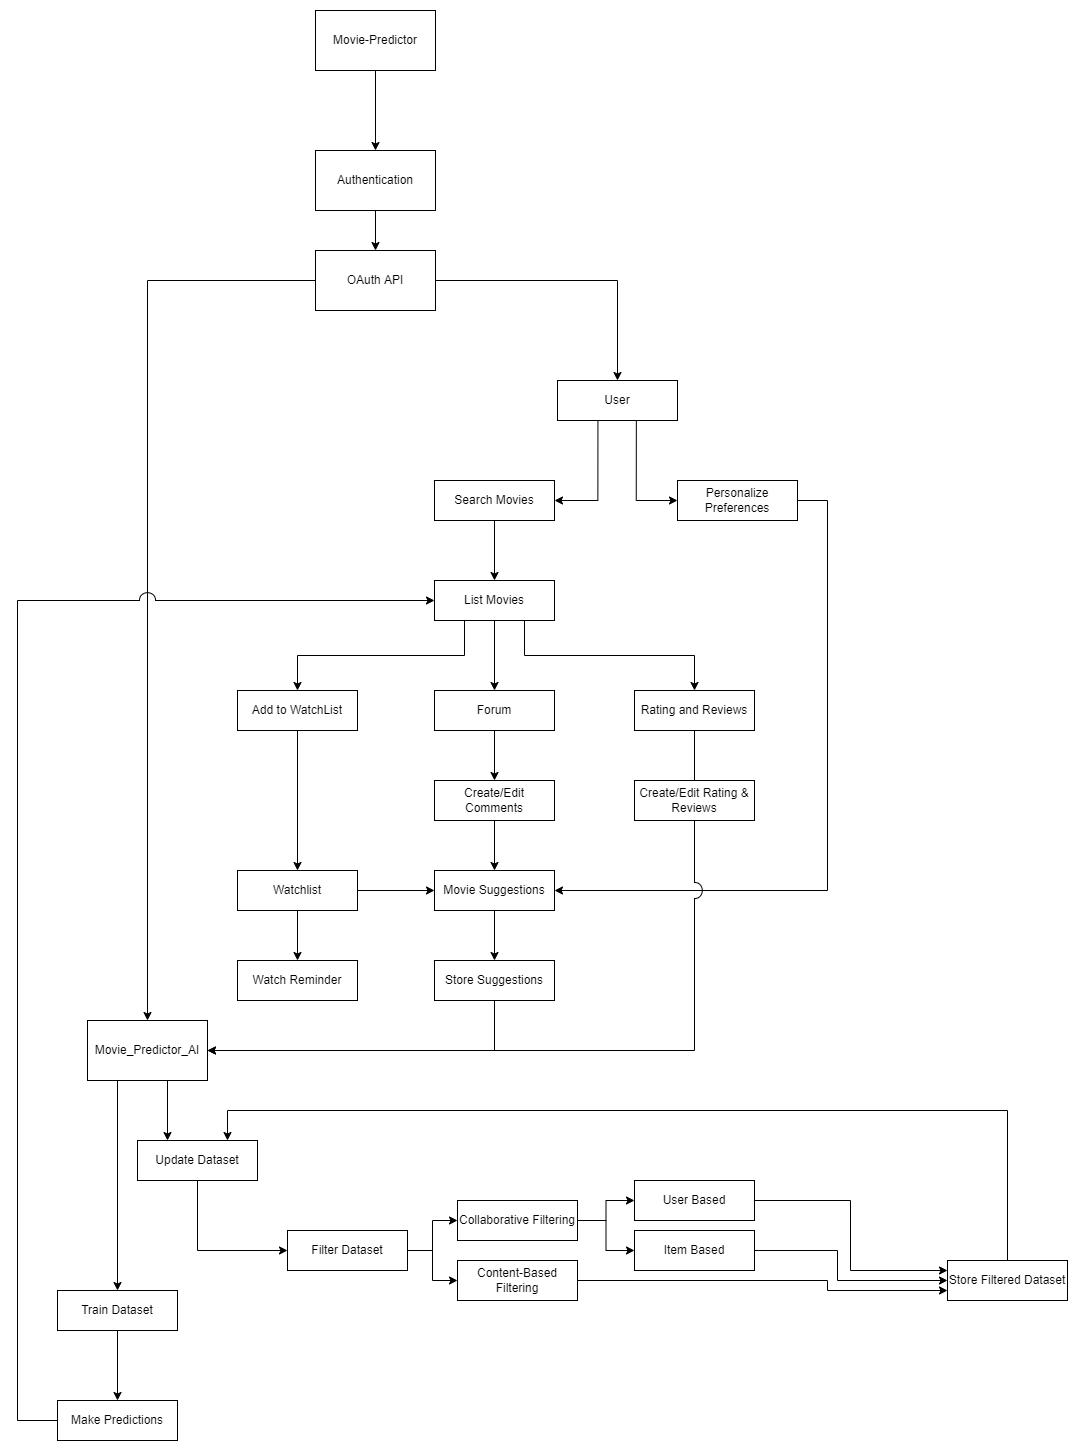 Movie-Predictor
Authentication
OAuth API
User
Search Movies
Personalize
Preferences
List Movies
Add to WatchList
Forum
Rating and Reviews
Create/Edit
Comments
Create/Edit Rating &
Reviews
Watchlist
Movie Suggestions
Watch Reminder
Store Suggestions
Movie_Predictor_AI
Update Dataset
Filter Dataset
Collaborative Filtering
User Based
Item Based
Content-Based
Filtering
Store Filtered Dataset
Train Dataset
Make Predictions